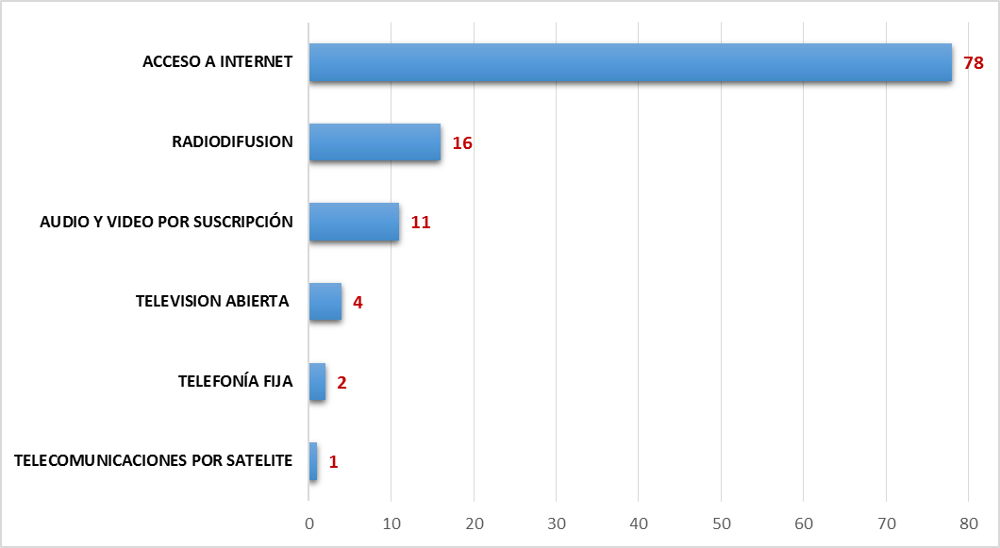 ACCESO A INTERNET 78
RADIODIFUSION 16
AUDIO Y VIDEO POR SUSCRIPCIÓN 11
TELEVISION ABIERTA 4
TELEFONÍA FIJA 2
TELECOMUNICACIONES POR SATELITE 1
0 10 20 30 40 50 60 70 80